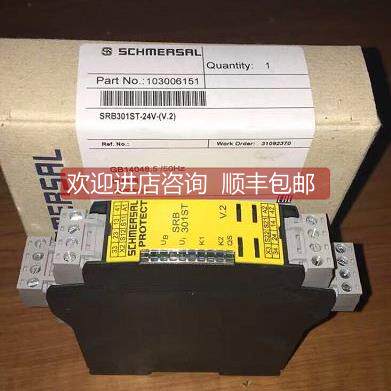 SCHMERSAL
Quantity: 1
Part No.: 103006151
SRB301ST-24V-(V.2)
Ref. No.:
Work Order: 31092370
GB14048.5 /50Hz
欢迎进店咨询 顺丰包邮
SCHMERSAL
SCHMERSAL
PROTECT
SRB
301ST
V.2
UB
Ui
K1
K2
QS